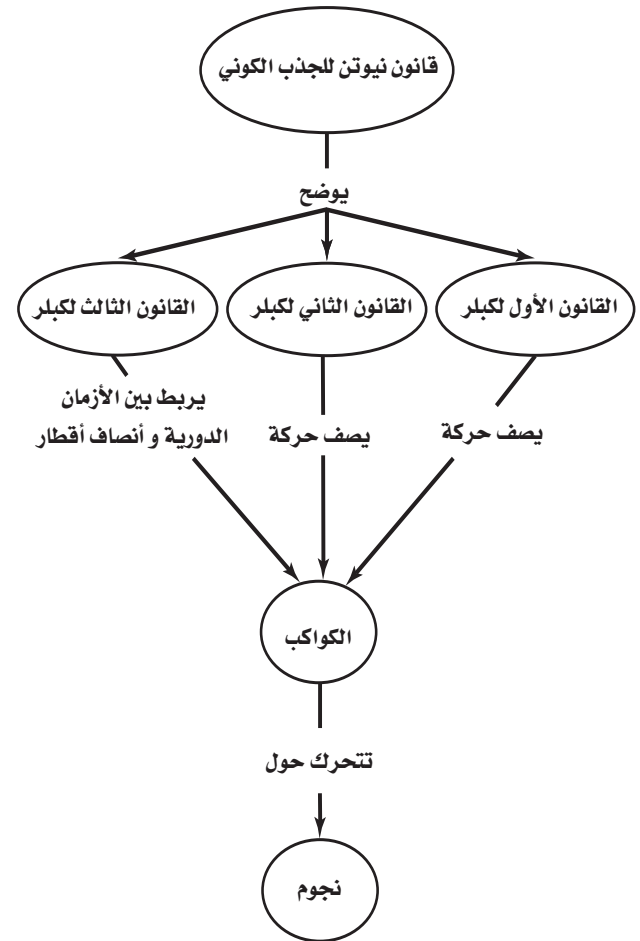 قانون نيوتن للجذب الكوني
يوضح
القانون الأول لكبلر
القانون الثاني لكبلر
القانون الثالث لكبلر
يصف حركة
يصف حركة
يربط بين الأزمان
الدورية و أنصاف أقطار
الكواكب
تتحرك حول
نجوم